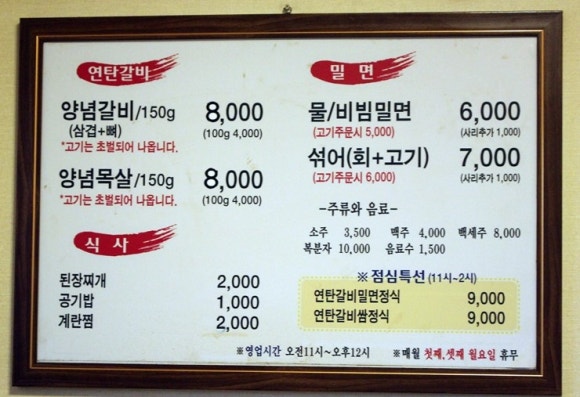 연탄갈비
양념갈비/150g 8,000
(삼겹+뼈) (100g 4,000)
*고기는 초벌되어 나옵니다.
양념목살/150g 8,000
*고기는 초벌되어 나옵니다. (100g 4,000)
식 사
된장찌개 2,000
공기밥 1,000
계란찜 2,000
밀 면
물/비빔밀면 6,000
(고기주문시 5,000) (사리추가 1,000)
섞어(회+고기) 7,000
(고기주문시 6,000) (사리추가 1,000)
-주류와 음료-
소주 3,500 맥주 4,000 백세주 8,000
복분자 10,000 음료수 1,500
※점심특선(11시~2시)
연탄갈비밀면정식 9,000
연탄갈비쌈정식 9,000
※영업시간 오전11시~오후12시 ※매월 첫째,셋째 월요일 휴무